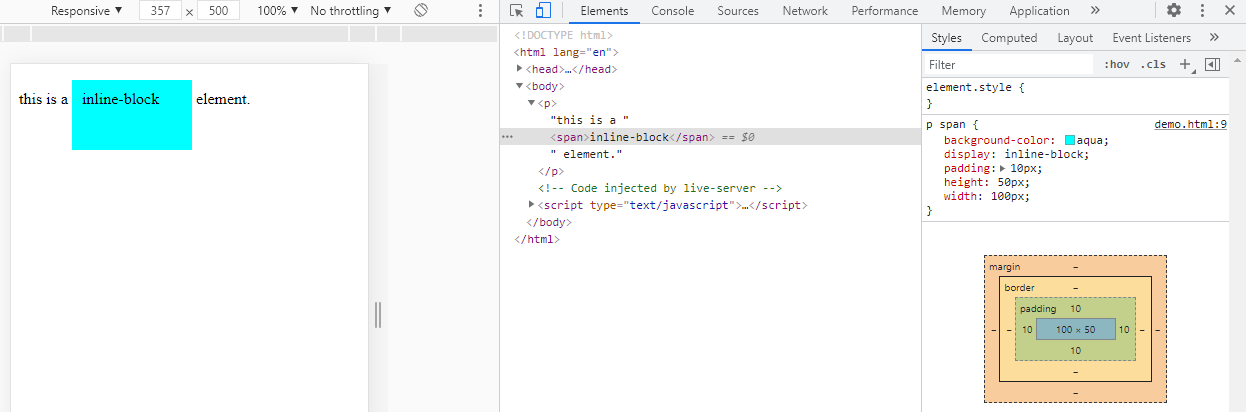 Responsive ▼ 357 × 500 100% ▼ No throttling ▼
this is a inline-block element.
Elements Console Sources Network Performance Memory Application »
<!DOCTYPE html>
<html lang="en">
▶<head>…</head>
▼<body>
▼<p>
"this is a "
<span>inline-block</span> == $0
" element."
</p>
<!-- Code injected by live-server -->
▶<script type="text/javascript">…</script>
</body>
</html>
Styles Computed Layout Event Listeners »
Filter :hov .cls +
element.style {
}
p span { demo.html:9
background-color: aqua;
display: inline-block;
padding:▶ 10px;
height: 50px;
width: 100px;
}
margin –
border –
padding 10
– – 10 100 × 50 10 – –
10
–
–